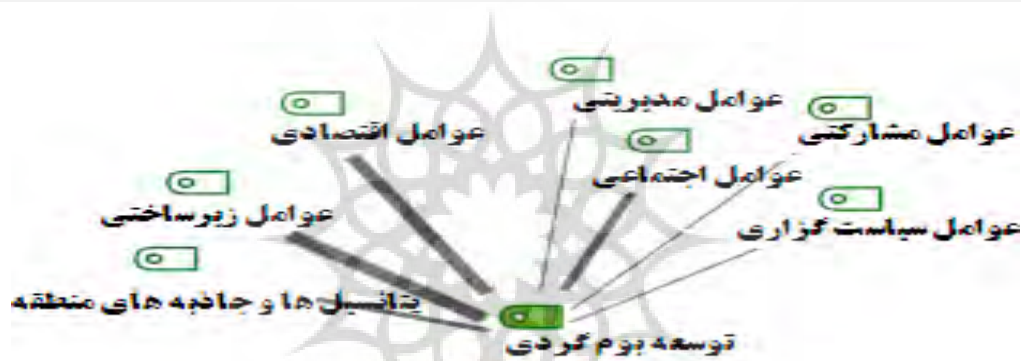 عوامل مدیریتی
عوامل مشارکتی
عوامل اقتصادی
عوامل اجتماعی
عوامل زیرساختی
عوامل سیاست گزاری
پتانسیل ها و جاذبه های منطقه
توسعه بوم گردی